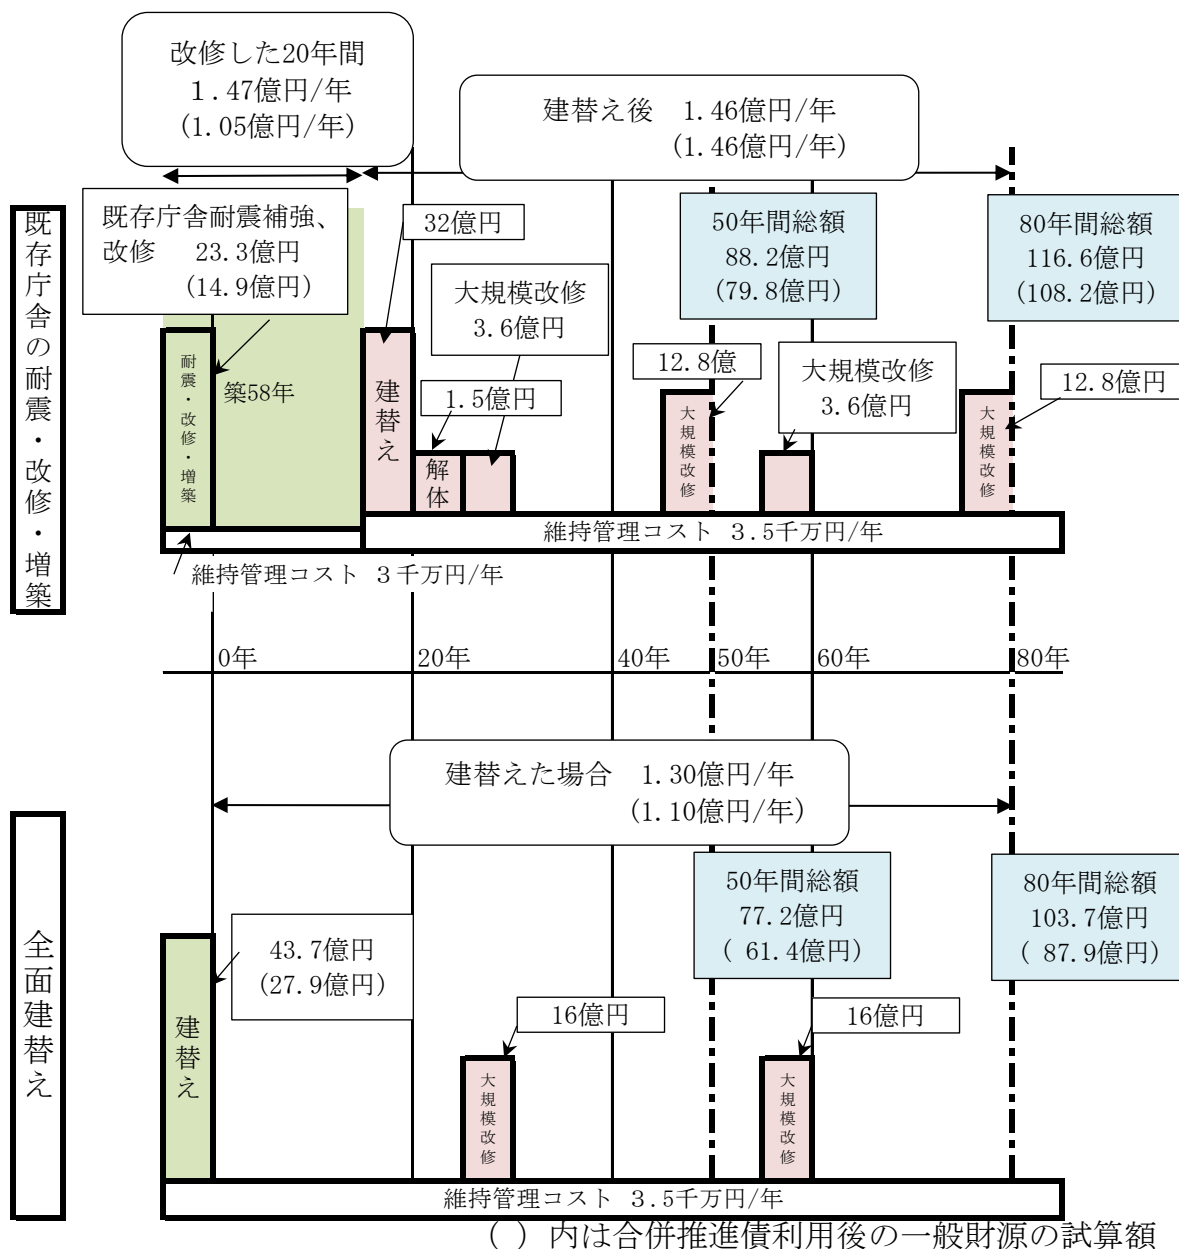 改修した20年間
1.47億円/年
(1.05億円/年)
建替え後 1.46億円/年
(1.46億円/年)
既存庁舎の耐震・改修・増築
既存庁舎耐震補強、
改修 23.3億円
(14.9億円)
32億円
大規模改修
3.6億円
50年間総額
88.2億円
(79.8億円)
80年間総額
116.6億円
(108.2億円)
耐震・改修・増築
築58年
建替え
1.5億円
解体
12.8億
大規模改修
大規模改修
3.6億円
12.8億円
大規模改修
維持管理コスト 3.5千万円/年
維持管理コスト 3千万円/年
0年
20年
40年
50年
60年
80年
建替えた場合 1.30億円/年
(1.10億円/年)
全面建替え
50年間総額
77.2億円
( 61.4億円)
80年間総額
103.7億円
( 87.9億円)
43.7億円
(27.9億円)
建替え
16億円
大規模改修
16億円
大規模改修
維持管理コスト 3.5千万円/年
( ) 内は合併推進債利用後の一般財源の試算額